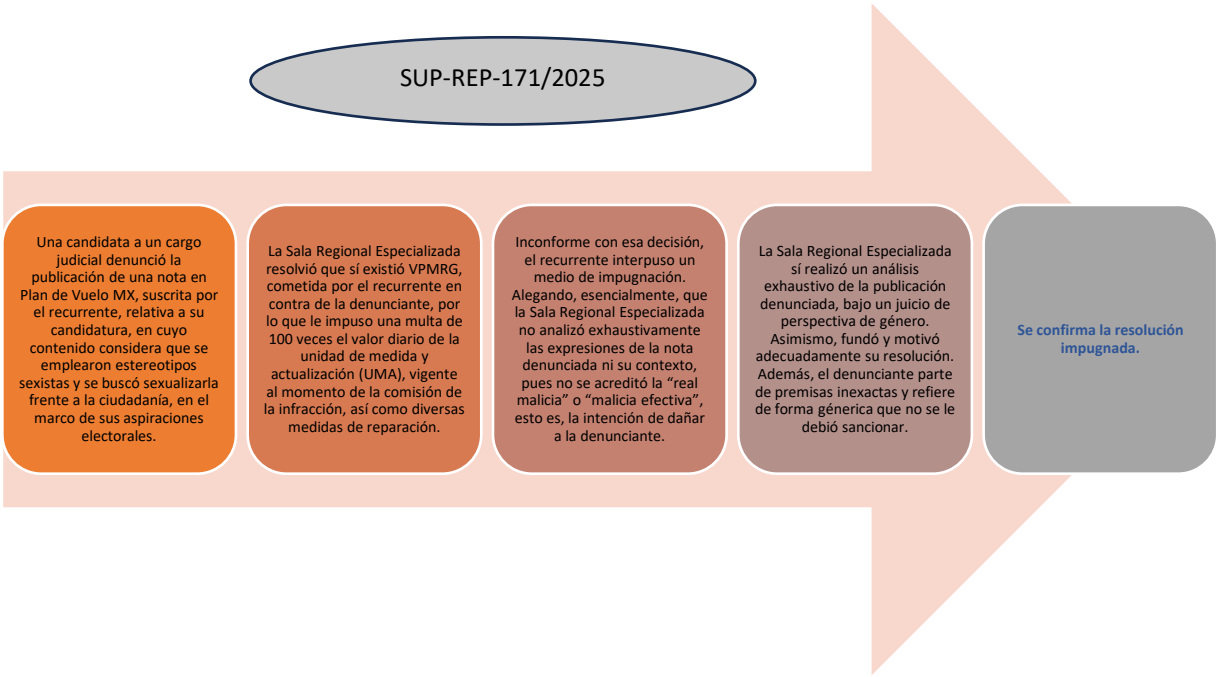 SUP-REP-171/2025
Una candidata a un cargo
judicial denunció la
publicación de una nota en
Plan de Vuelo MX, suscrita por
el recurrente, relativa a su
candidatura, en cuyo
contenido considera que se
emplearon estereotipos
sexistas y se buscó sexualizarla
frente a la ciudadanía, en el
marco de sus aspiraciones
electorales.
La Sala Regional Especializada
resolvió que sí existió VPMRG,
cometida por el recurrente en
contra de la denunciante, por
lo que le impuso una multa de
100 veces el valor diario de la
unidad de medida y
actualización (UMA), vigente
al momento de la comisión de
la infracción, así como diversas
medidas de reparación.
Inconforme con esa decisión,
el recurrente interpuso un
medio de impugnación.
Alegando, esencialmente, que
la Sala Regional Especializada
no analizó exhaustivamente
las expresiones de la nota
denunciada ni su contexto,
pues no se acreditó la “real
malicia” o “malicia efectiva”,
esto es, la intención de dañar
a la denunciante.
La Sala Regional Especializada
sí realizó un análisis
exhaustivo de la publicación
denunciada, bajo un juicio de
perspectiva de género.
Asimismo, fundó y motivó
adecuadamente su resolución.
Además, el denunciante parte
de premisas inexactas y refiere
de forma génerica que no se le
debió sancionar.
Se confirma la resolución
impugnada.